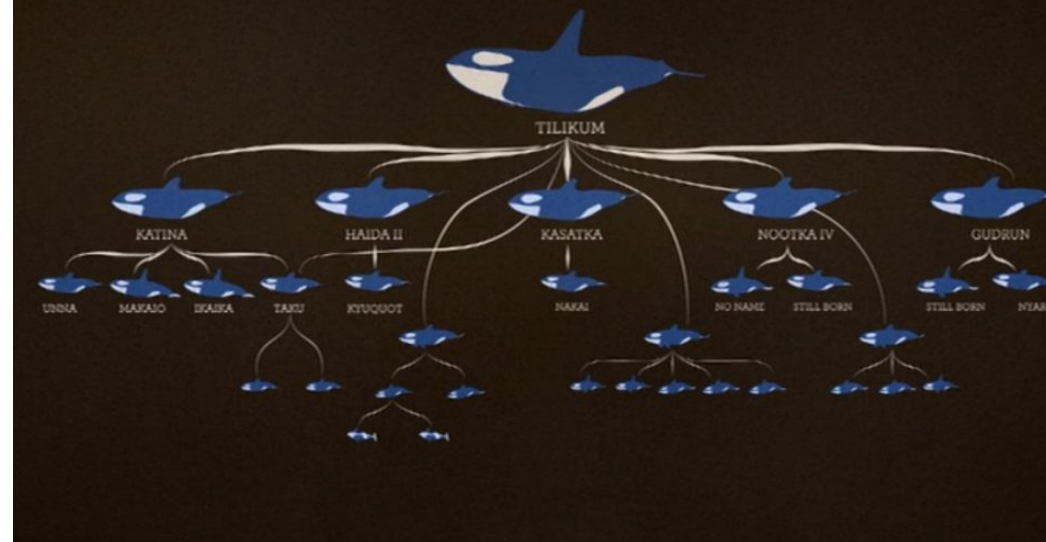 TILIKUM
KATINA
HAIDA II
KASATKA
NOOTKA IV
GUDRUN
UNNA
MAKAIO
IKAIKA
TAKU
KYUQUOT
NAKAI
NO NAME
STILL BORN
STILL BORN
NYAR